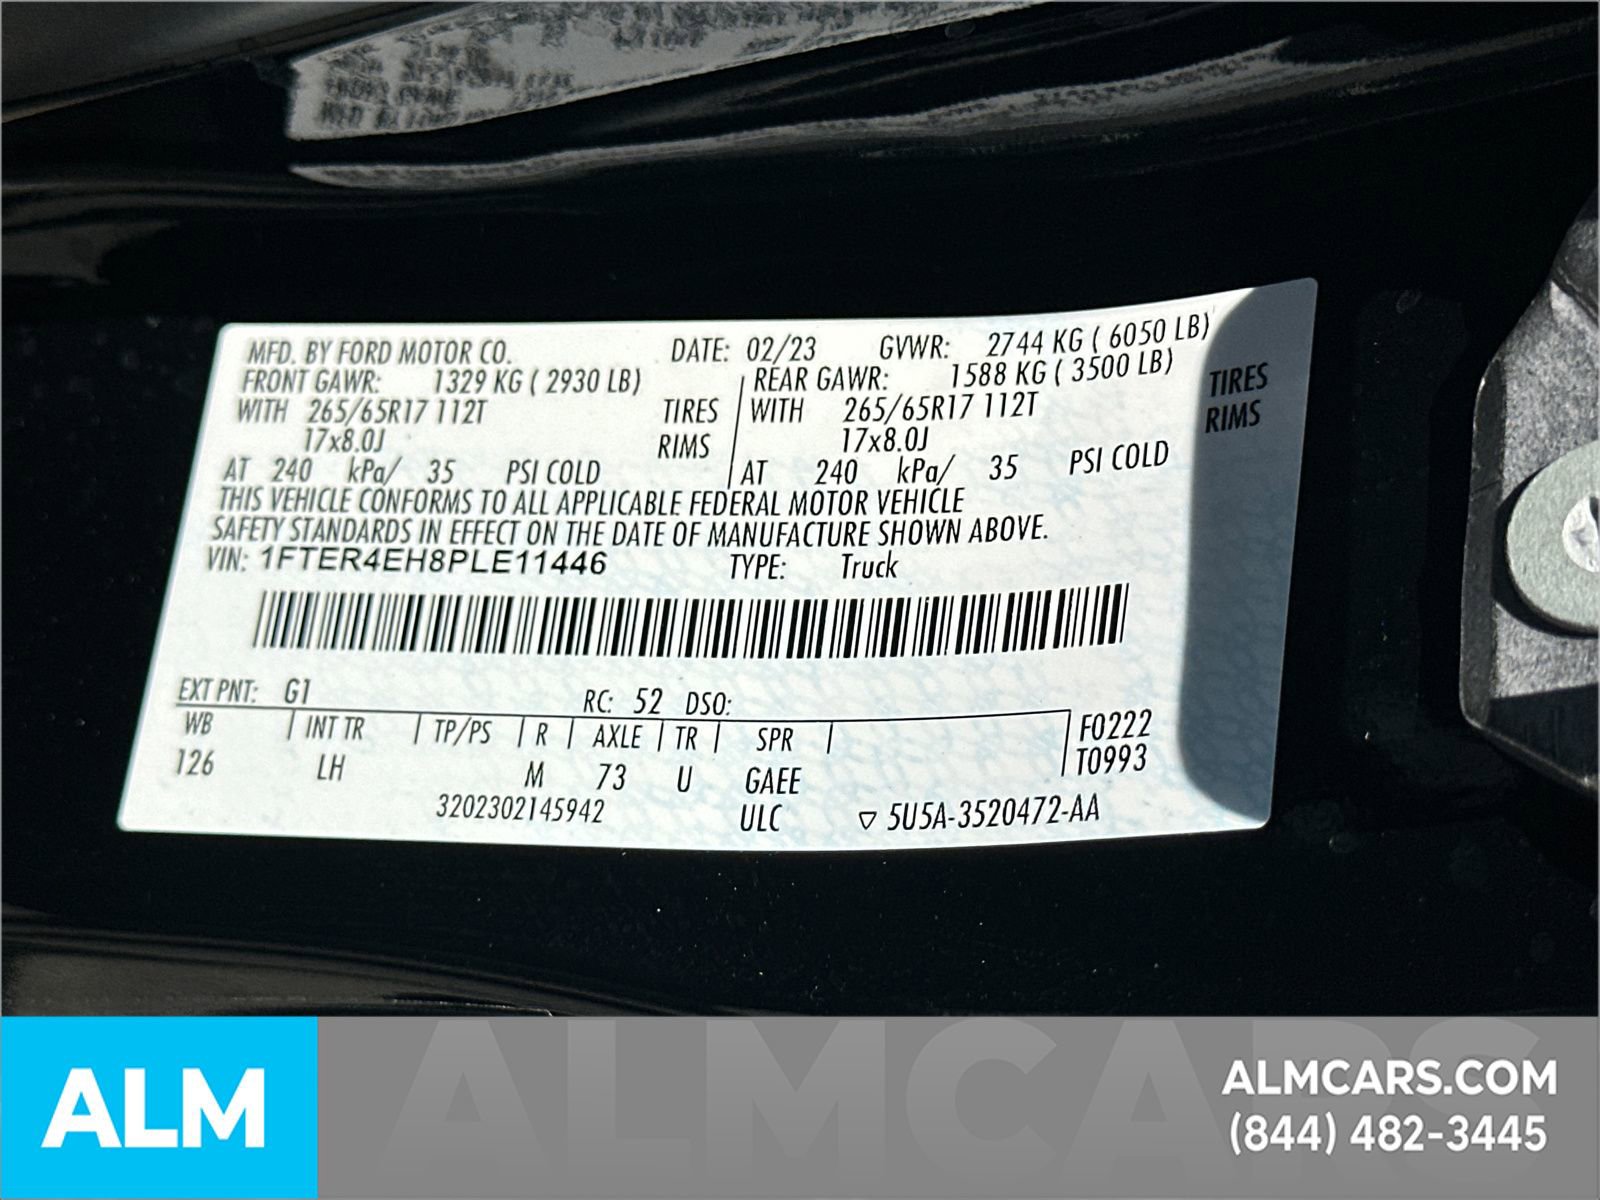 MFD. BY FORD MOTOR CO. DATE: 02/23 GVWR: 2744 KG ( 6050 LB)
FRONT GAWR: 1329 KG ( 2930 LB) REAR GAWR: 1588 KG ( 3500 LB)
WITH 265/65R17 112T TIRES WITH 265/65R17 112T TIRES
17x8.0J RIMS 17x8.0J RIMS
AT 240 kPa/ 35 PSI COLD AT 240 kPa/ 35 PSI COLD
THIS VEHICLE CONFORMS TO ALL APPLICABLE FEDERAL MOTOR VEHICLE
SAFETY STANDARDS IN EFFECT ON THE DATE OF MANUFACTURE SHOWN ABOVE.
VIN: 1FTER4EH8PLE11446 TYPE: Truck
EXT PNT: G1 RC: 52 DSO:
WB INT TR TP/PS R AXLE TR SPR F0222
126 LH M 73 U GAEE T0993
3202302145942 ULC ▽ 5U5A-3520472-AA
ALMCARS
ALM
ALMCARS.COM
(844) 482-3445